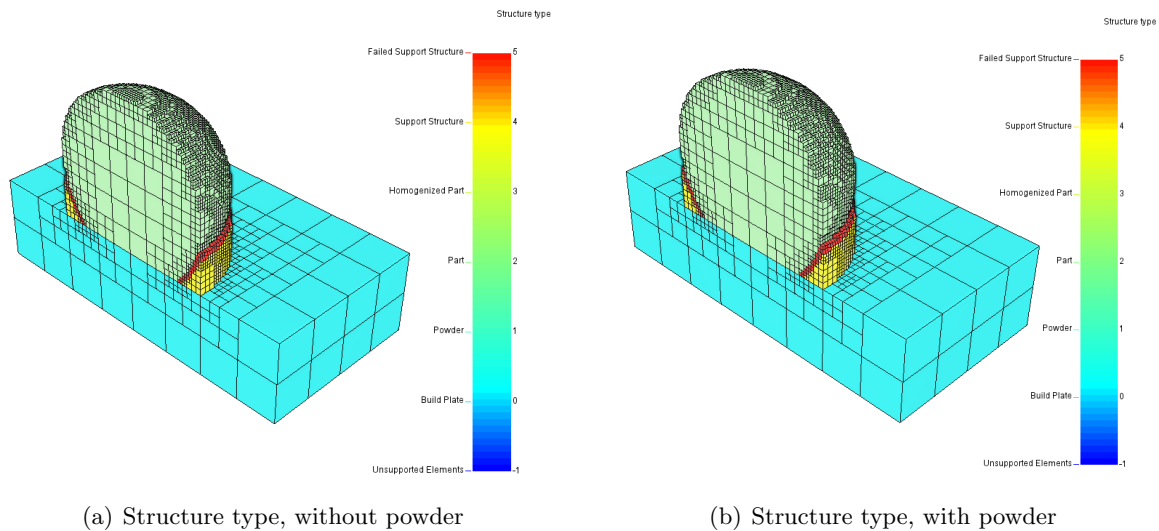 Structure type
Failed Support Structure
5
Support Structure
4
Homogenized Part
3
Part
2
Powder
1
Build Plate
0
Unsupported Elements
-1
(a) Structure type, without powder
Structure type
Failed Support Structure
5
Support Structure
4
Homogenized Part
3
Part
2
Powder
1
Build Plate
0
Unsupported Elements
-1
(b) Structure type, with powder